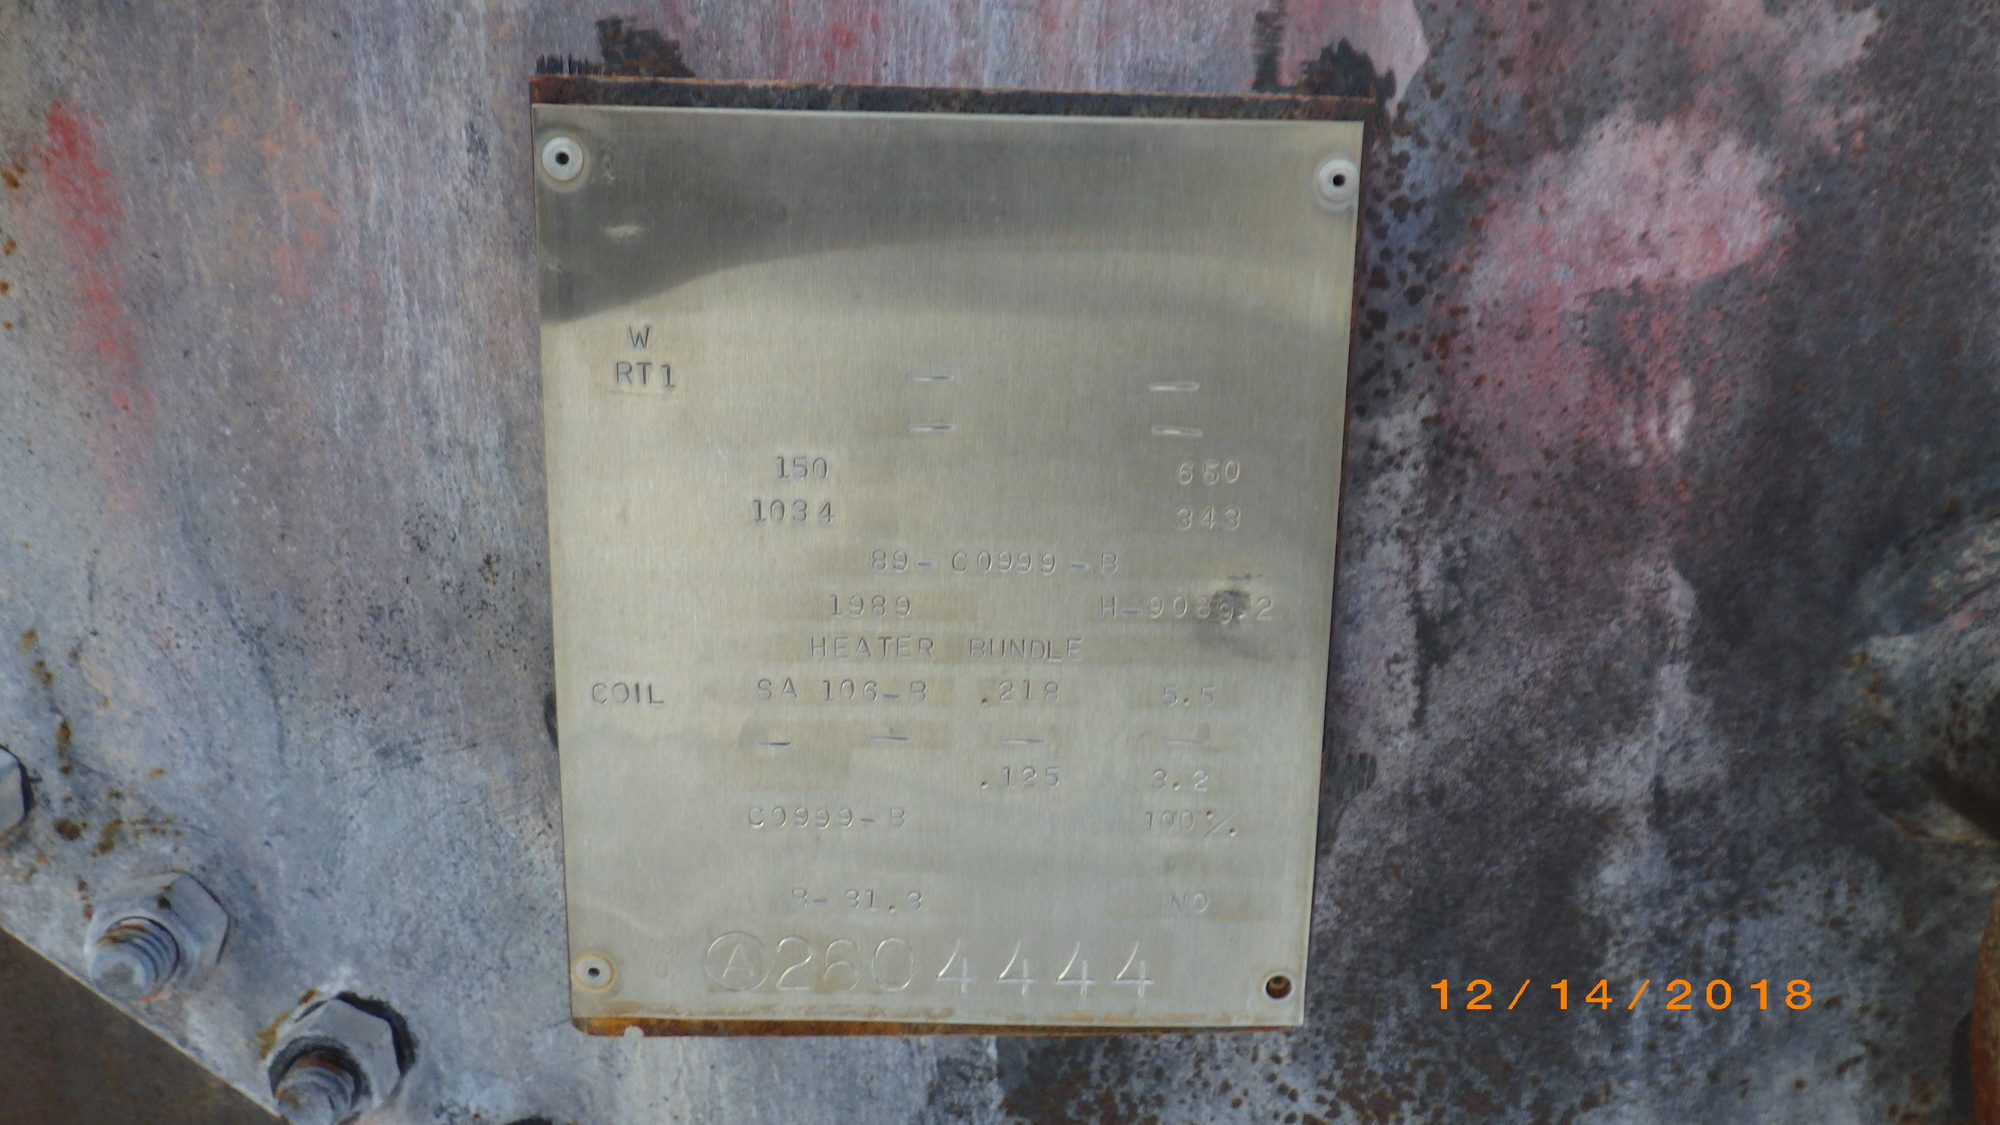 W
RT1 — —
— —
150 650
1034 343
89-C0999-B
1989 H-9089.2
HEATER BUNDLE
COIL SA 106-B .218 5.5
— — — —
.125 3.2
C0999-B 100%.
B-31.3 NO
A2604444
12/14/2018